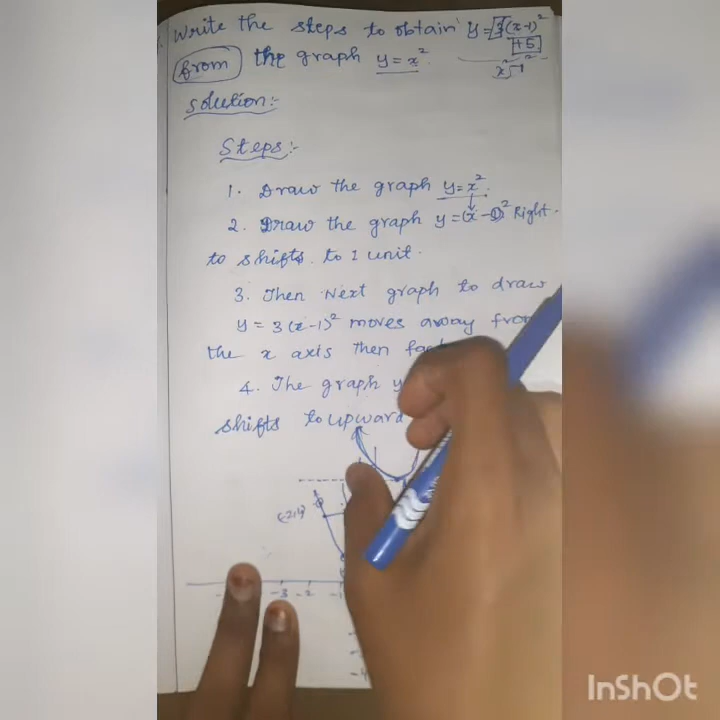 Write the steps to obtain y = 3(x-1)²
+5
from the graph y = x².
Solution:-
Steps:-
1. Draw the graph y = x².
2. Draw the graph y = (x-1)² Right
to shifts to 1 unit.
3. Then Next graph to draw
y = 3(x-1)² moves away from
the x axis then
4. The graph y
shifts to upward
-3 -2 -1
InShOt